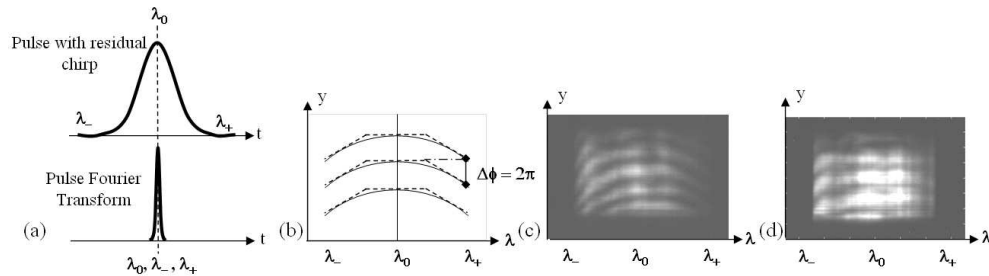 λ₀
Pulse with residual
chirp
λ₋
λ₊
t
Pulse Fourier
Transform
(a)
t
λ₀, λ₋, λ₊
y
Δϕ = 2π
(b)
λ
λ₋
λ₀
λ₊
y
(c)
λ
λ₋
λ₀
λ₊
y
(d)
λ
λ₋
λ₀
λ₊